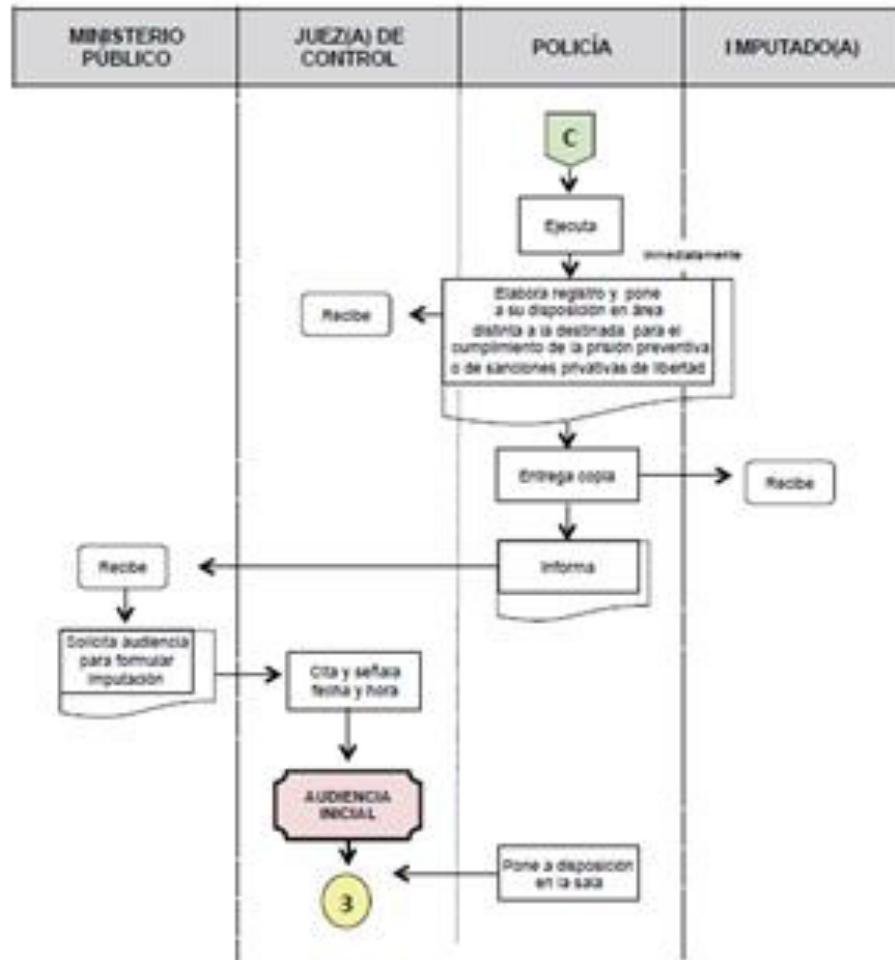 MINISTERIO
PÚBLICO
JUEZ(A) DE
CONTROL
POLICÍA
IMPUTADO(A)
C
Ejecuta
inmediatamente
Elabora registro y pone
a su disposición en área
distinta a la destinada para el
cumplimiento de la prisión preventiva
o de sanciones privativas de libertad
Recibe
Entrega copia
Recibe
Informa
Recibe
Solicita audiencia
para formular
imputación
Cita y señala
fecha y hora
AUDIENCIA
INICIAL
Pone a disposición
en la sala
3